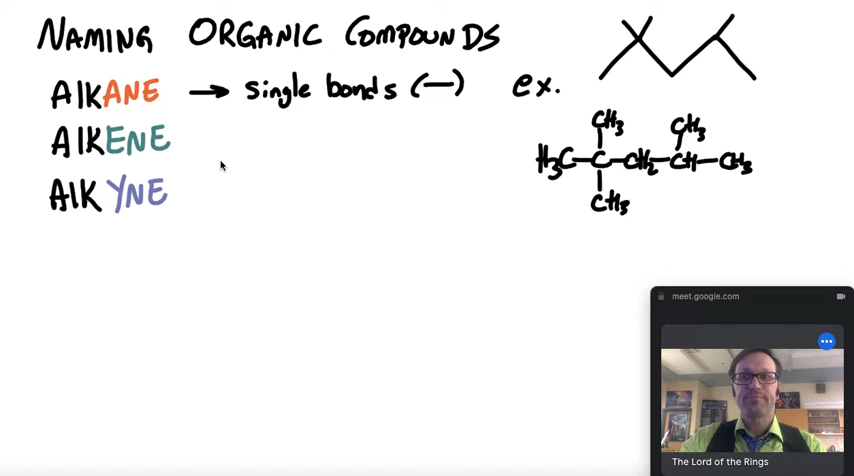 NAMING ORGANIC COMPOUNDS
AlkANE → single bonds (—) ex.
AlkENE
AlkYNE
CH₃ CH₃
H₃C—C—CH₂—CH—CH₃
CH₃
meet.google.com
The Lord of the Rings